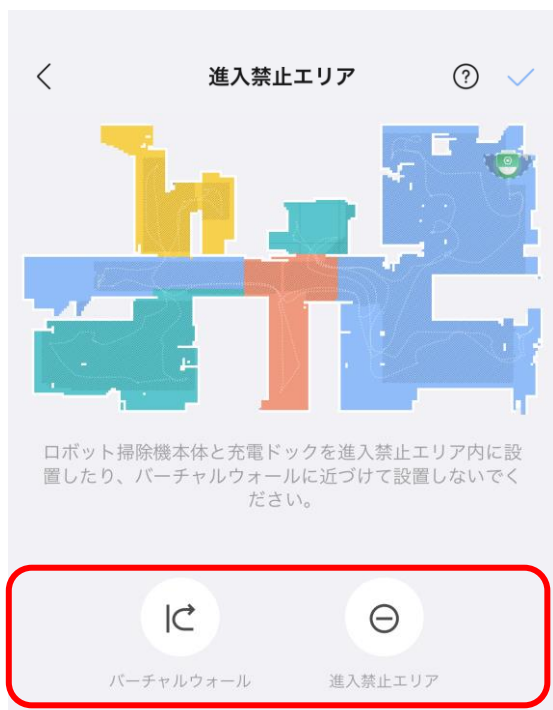 進入禁止エリア
ロボット掃除機本体と充電ドックを進入禁止エリア内に設
置したり、バーチャルウォールに近づけて設置しないでく
ださい。
バーチャルウォール
進入禁止エリア